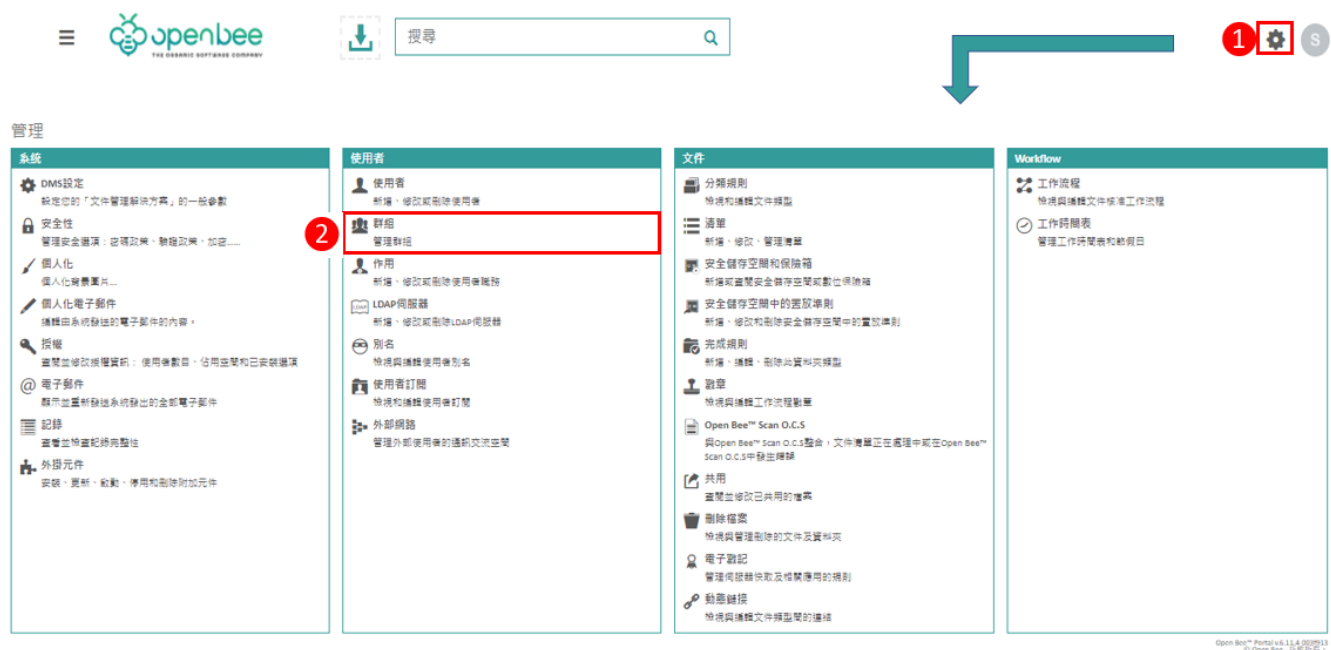 openbee
THE ORGANIC SOFTWARE COMPANY
搜尋
1
S
管理
系統
DMS設定
設定您的「文件管理解決方案」的一般參數
安全性
管理安全選項：密碼政策、驗證政策、加密......
個人化
個人化背景圖片...
個人化電子郵件
編輯由系統發送的電子郵件的內容，
授權
查閱並修改授權資訊： 使用者數目、佔用空間和已安裝選項
@ 電子郵件
顯示並重新發送系統發出的全部電子郵件
記錄
查看並檢查記錄完整性
外掛元件
安裝、更新、啟動、停用和刪除附加元件
使用者
使用者
新增、修改或刪除使用者
2
群組
管理群組
作用
新增、修改或刪除使用者職務
LDAP
LDAP伺服器
新增、修改或刪除LDAP伺服器
別名
檢視與編輯使用者別名
使用者訂閱
檢視和編輯使用者訂閱
外部網路
管理外部使用者的通訊交流空間
文件
分類規則
檢視和編輯文件類型
清單
新增、修改、管理清單
安全儲存空間和保險箱
新增或查閱安全儲存空間或數位保險箱
安全儲存空間中的置放準則
新增、修改和刪除安全儲存空間中的置放準則
完成規則
新增、編輯、刪除此資料夾類型
戳章
檢視與編輯工作流程戳章
Open Bee™ Scan O.C.S
與Open Bee™ Scan O.C.S整合，文件清單正在處理中或在Open Bee™
Scan O.C.S中發生錯誤
共用
查閱並修改已共用的檔案
刪除檔案
檢視與管理刪除的文件及資料夾
電子戳記
管理伺服器快取及相關應用的規則
動態鏈接
檢視與編輯文件類型間的連結
Workflow
工作流程
檢視與編輯文件核准工作流程
工作時間表
管理工作時間表和節假日
Open Bee™ Portal v.6.11.4.003f913
© Open Bee - 版權所有。